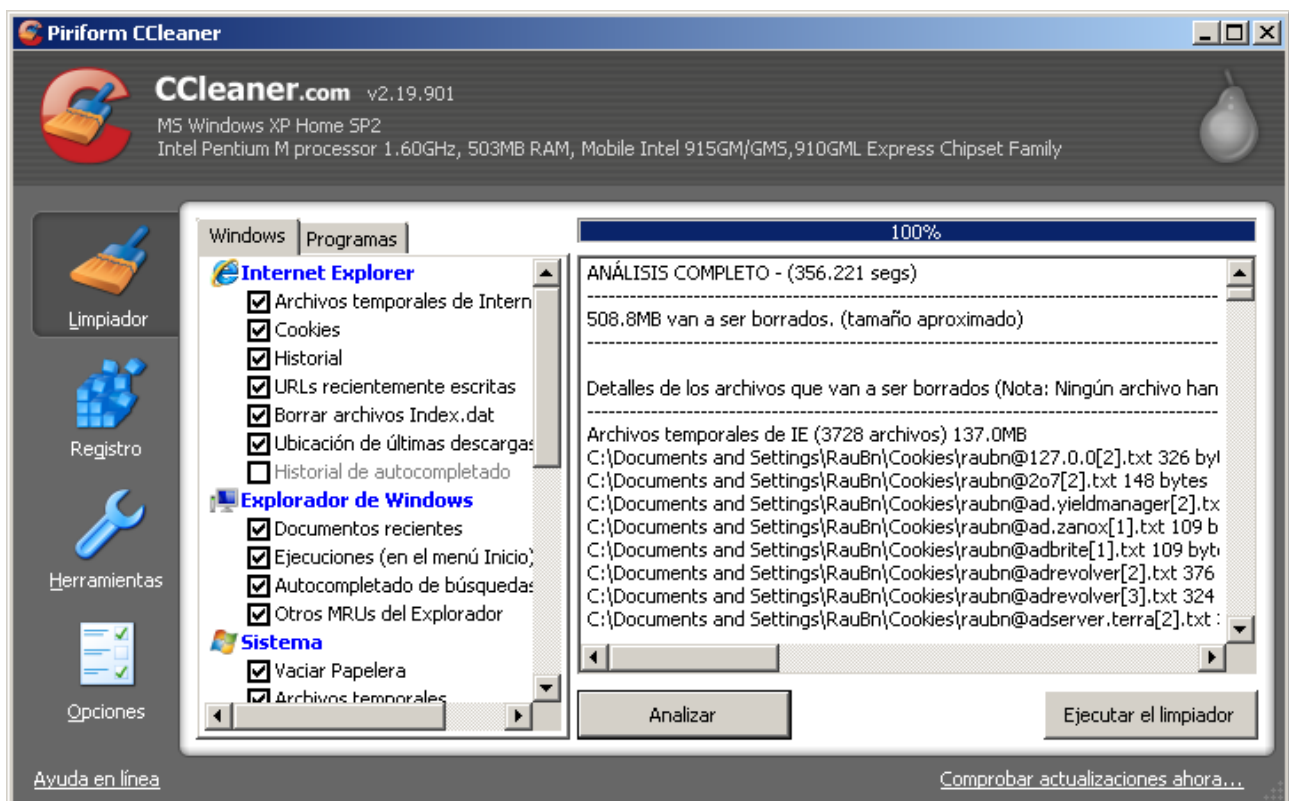 Piriform CCleaner
CCleaner.com v2.19.901
MS Windows XP Home SP2
Intel Pentium M processor 1.60GHz, 503MB RAM, Mobile Intel 915GM/GMS,910GML Express Chipset Family
Limpiador
Registro
Herramientas
Opciones
Windows
Programas
Internet Explorer
Archivos temporales de Intern
Cookies
Historial
URLs recientemente escritas
Borrar archivos Index.dat
Ubicación de últimas descargas
Historial de autocompletado
Explorador de Windows
Documentos recientes
Ejecuciones (en el menú Inicio)
Autocompletado de búsquedas
Otros MRUs del Explorador
Sistema
Vaciar Papelera
Archivos temporales
100%
ANÁLISIS COMPLETO - (356.221 segs)
--------------------------------------------------------------------------------
508.8MB van a ser borrados. (tamaño aproximado)
--------------------------------------------------------------------------------
Detalles de los archivos que van a ser borrados (Nota: Ningún archivo han
--------------------------------------------------------------------------------
Archivos temporales de IE (3728 archivos) 137.0MB
C:\Documents and Settings\RauBn\Cookies\raubn@127.0.0[2].txt 326 byt
C:\Documents and Settings\RauBn\Cookies\raubn@2o7[2].txt 148 bytes
C:\Documents and Settings\RauBn\Cookies\raubn@ad.yieldmanager[2].tx
C:\Documents and Settings\RauBn\Cookies\raubn@ad.zanox[1].txt 109 b
C:\Documents and Settings\RauBn\Cookies\raubn@adbrite[1].txt 109 byt
C:\Documents and Settings\RauBn\Cookies\raubn@adrevolver[2].txt 376
C:\Documents and Settings\RauBn\Cookies\raubn@adrevolver[3].txt 324
C:\Documents and Settings\RauBn\Cookies\raubn@adserver.terra[2].txt
Analizar
Ejecutar el limpiador
Ayuda en línea
Comprobar actualizaciones ahora...